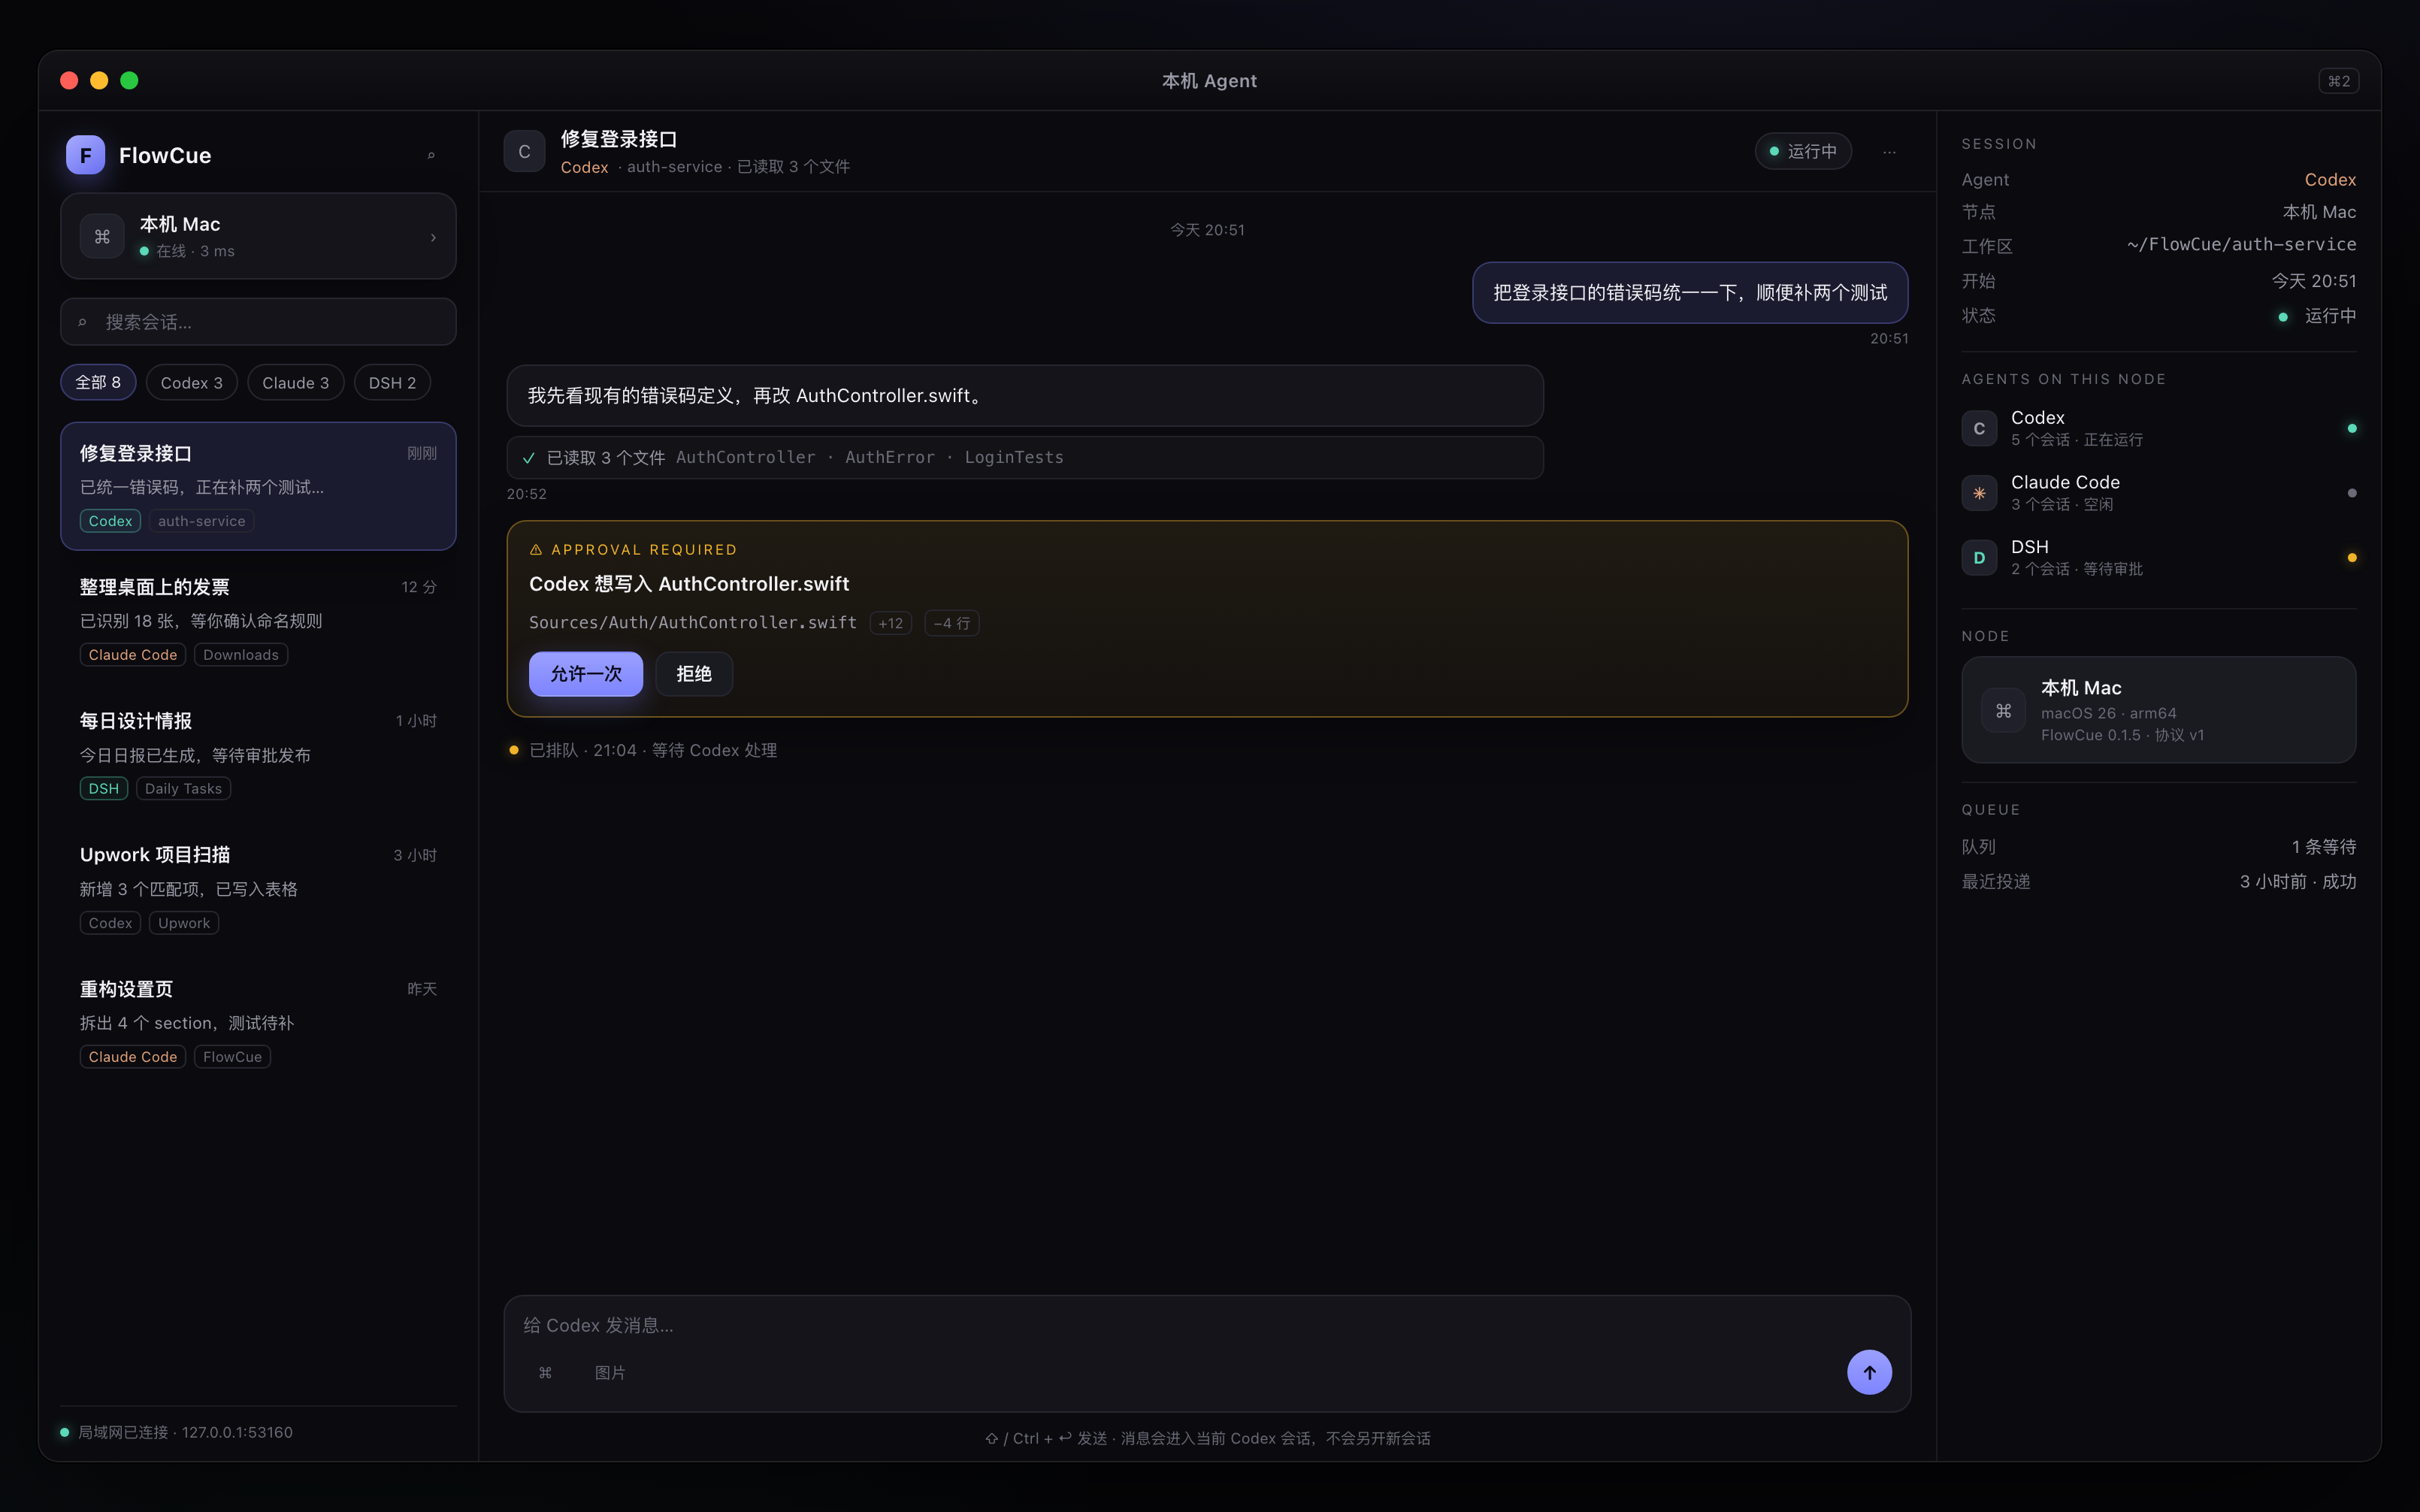 本机 Agent
⌘2
F FlowCue
⌘
本机 Mac
在线 · 3 ms
搜索会话...
全部 8 Codex 3 Claude 3 DSH 2
修复登录接口 刚刚
已统一错误码，正在补两个测试...
Codex auth-service
整理桌面上的发票 12 分
已识别 18 张，等你确认命名规则
Claude Code Downloads
每日设计情报 1 小时
今日日报已生成，等待审批发布
DSH Daily Tasks
Upwork 项目扫描 3 小时
新增 3 个匹配项，已写入表格
Codex Upwork
重构设置页 昨天
拆出 4 个 section，测试待补
Claude Code FlowCue
局域网已连接 · 127.0.0.1:53160
C
修复登录接口
Codex · auth-service · 已读取 3 个文件
运行中 ...
今天 20:51
把登录接口的错误码统一一下，顺便补两个测试
20:51
我先看现有的错误码定义，再改 AuthController.swift。
✓ 已读取 3 个文件 AuthController · AuthError · LoginTests
20:52
⚠ APPROVAL REQUIRED
Codex 想写入 AuthController.swift
Sources/Auth/AuthController.swift +12 −4 行
允许一次 拒绝
已排队 · 21:04 · 等待 Codex 处理
给 Codex 发消息...
⌘ 图片
⇧ / Ctrl + ↩ 发送 · 消息会进入当前 Codex 会话，不会另开新会话
SESSION
Agent Codex
节点 本机 Mac
工作区 ~/FlowCue/auth-service
开始 今天 20:51
状态 运行中
AGENTS ON THIS NODE
C Codex
5 个会话 · 正在运行
Claude Code
3 个会话 · 空闲
D DSH
2 个会话 · 等待审批
NODE
⌘
本机 Mac
macOS 26 · arm64
FlowCue 0.1.5 · 协议 v1
QUEUE
队列 1 条等待
最近投递 3 小时前 · 成功